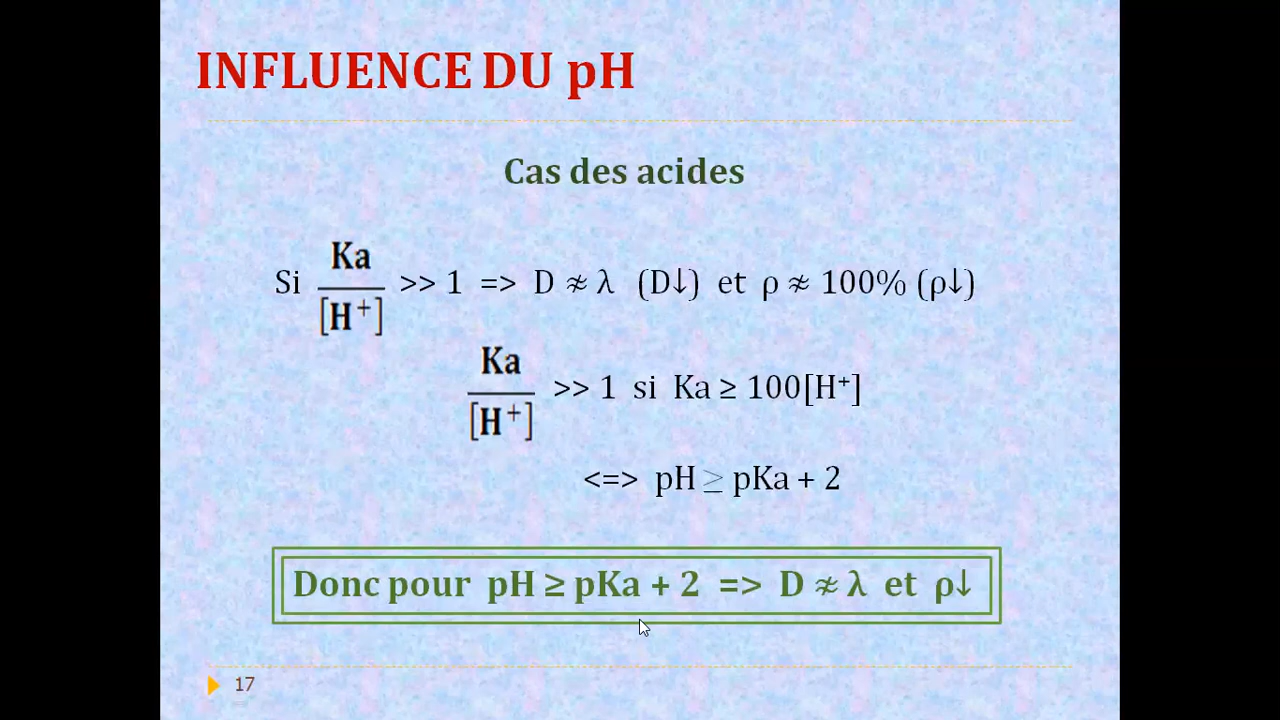 INFLUENCE DU pH
Cas des acides
Si Ka/[H⁺] >> 1 => D ≉ λ (D↓) et ρ ≉ 100% (ρ↓)
Ka/[H⁺] >> 1 si Ka ≥ 100[H⁺]
<=> pH ≥ pKa + 2
Donc pour pH ≥ pKa + 2 => D ≉ λ et ρ↓
17